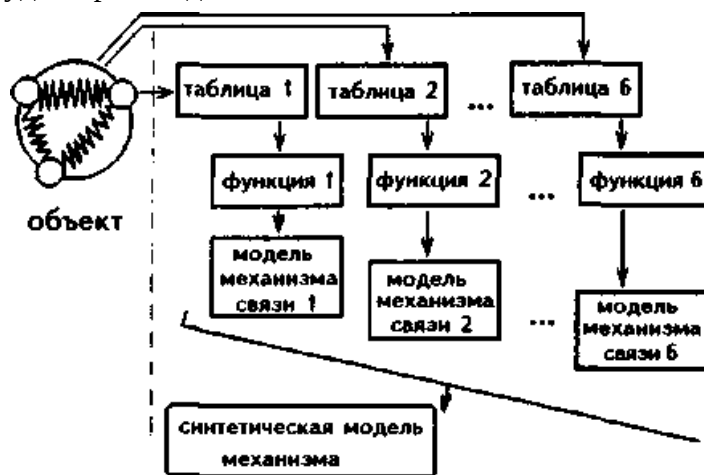 таблица 1
таблица 2
...
таблица 6
функция 1
функция 2
...
функция 6
объект
модель
механизма
связи 1
модель
механизма
связи 2
...
модель
механизма
связи 6
синтетическая модель
механизма